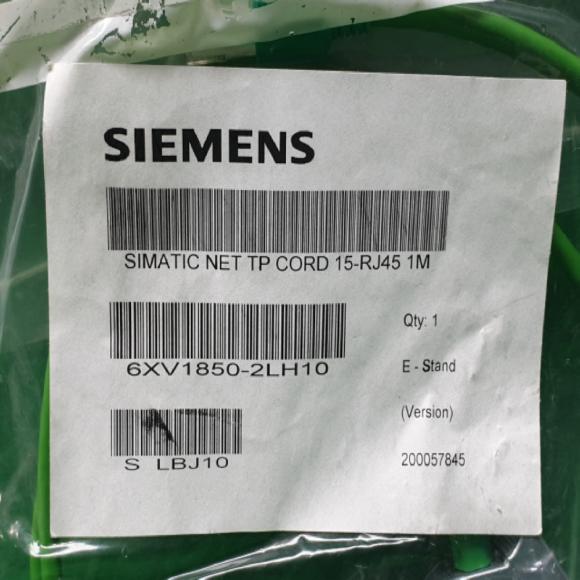 SIEMENS
SIMATIC NET TP CORD 15-RJ45 1M
Qty: 1
6XV1850-2LH10
E - Stand
(Version)
S LBJ10
200057845